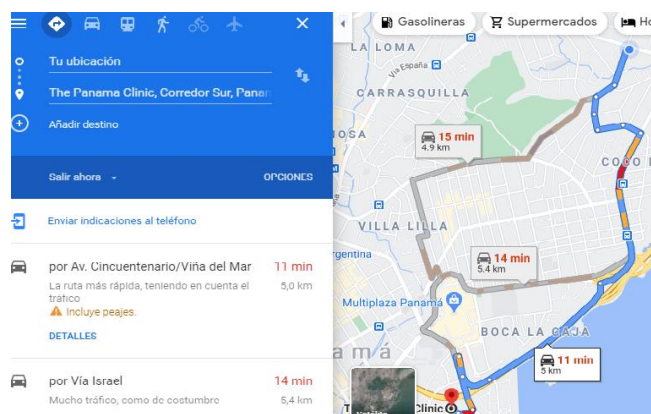 Tu ubicación
The Panama Clinic, Corredor Sur, Panan
Añadir destino
Salir ahora
OPCIONES
Enviar indicaciones al teléfono
por Av. Cincuentenario/Viña del Mar
11 min
La ruta más rápida, teniendo en cuenta el
5,0 km
tráfico
Incluye peajes.
DETALLES
por Vía Israel
14 min
Mucho tráfico, como de costumbre
5,4 km
Gasolineras
Supermercados
Ho
LA LOMA
Vía España
CARRASQUILLA
OSA
15 min
4.9 km
COCO
VILLA LILLA
rgentina
14 min
5.4 km
Multiplaza Panamá
BOCA LA CAJA
a m á
11 min
5 km
Clinic